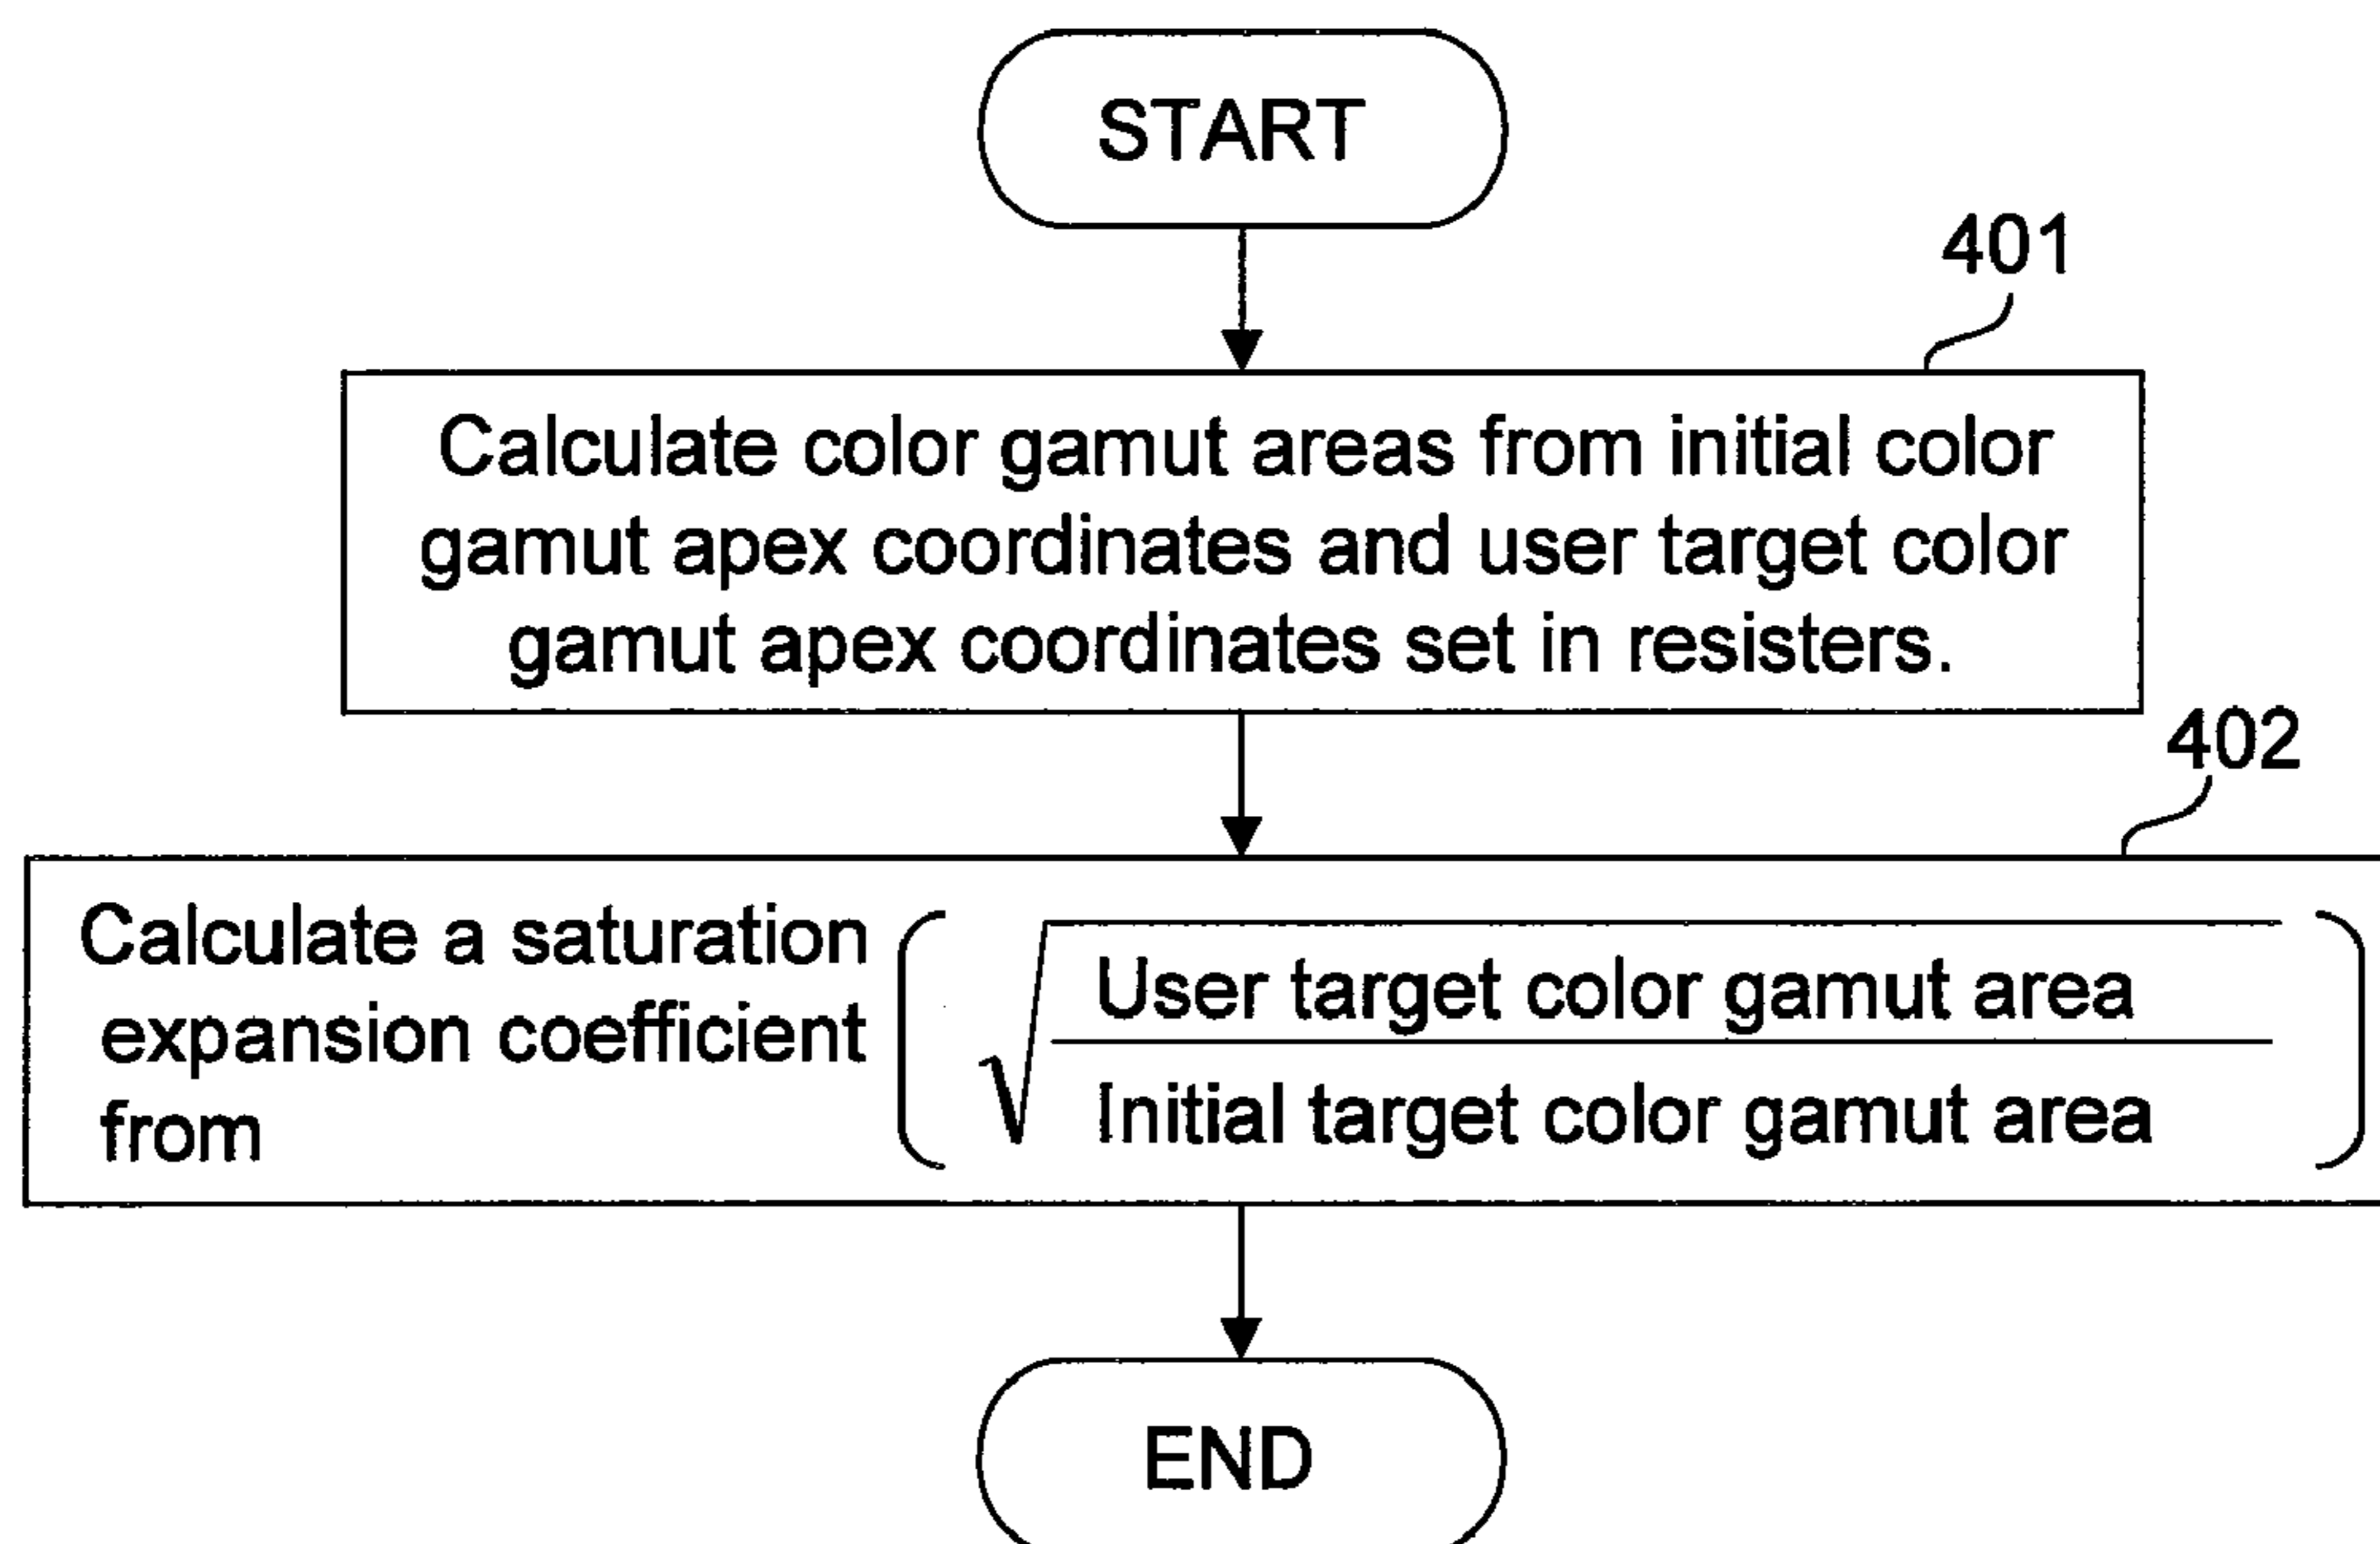 START
401
Calculate color gamut areas from initial color
gamut apex coordinates and user target color
gamut apex coordinates set in resisters.
402
Calculate a saturation
expansion coefficient
from
√
User target color gamut area
Initial target color gamut area
END